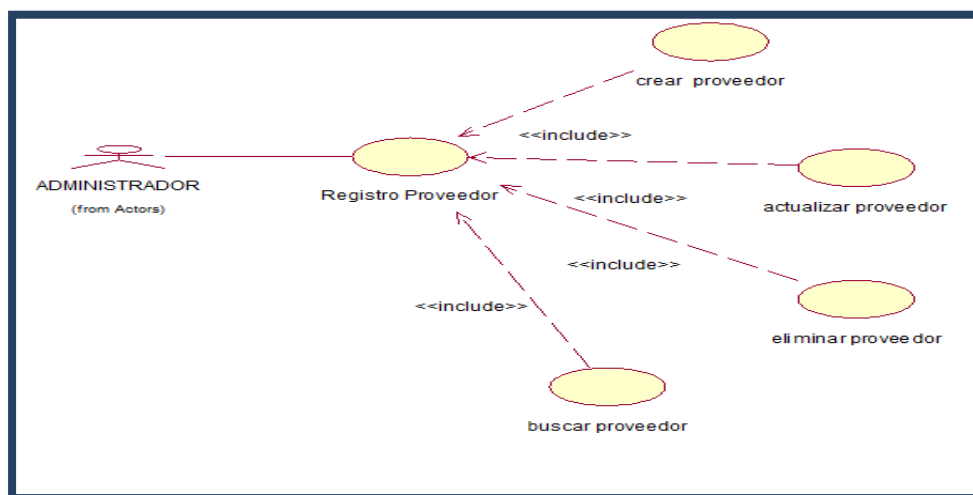 crear proveedor
<<include>>
ADMINISTRADOR
(from Actors)
Registro Proveedor
<<include>>
actualizar proveedor
<<include>>
<<include>>
eliminar proveedor
buscar proveedor